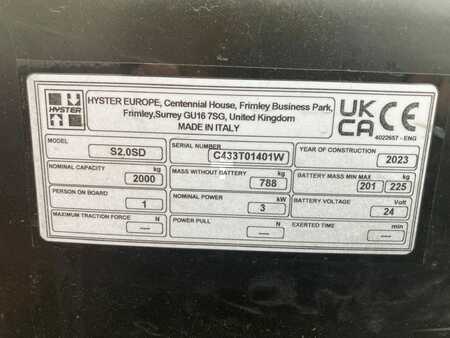 HYSTER
HYSTER EUROPE, Centennial House, Frimley Business Park,
Frimley,Surrey GU16 7SG, United Kingdom
MADE IN ITALY
UK
CA
CE
4022657 - ENG
MODEL S2.0SD
SERIAL NUMBER C433T01401W
YEAR OF CONSTRUCTION 2023
NOMINAL CAPACITY kg 2000
MASS WITHOUT BATTERY kg 788
BATTERY MASS MIN MAX kg 201 225
PERSON ON BOARD 1
NOMINAL POWER kW 3
BATTERY VOLTAGE Volt 24
MAXIMUM TRACTION FORCE N —
POWER PULL N —
EXERTED TIME min —